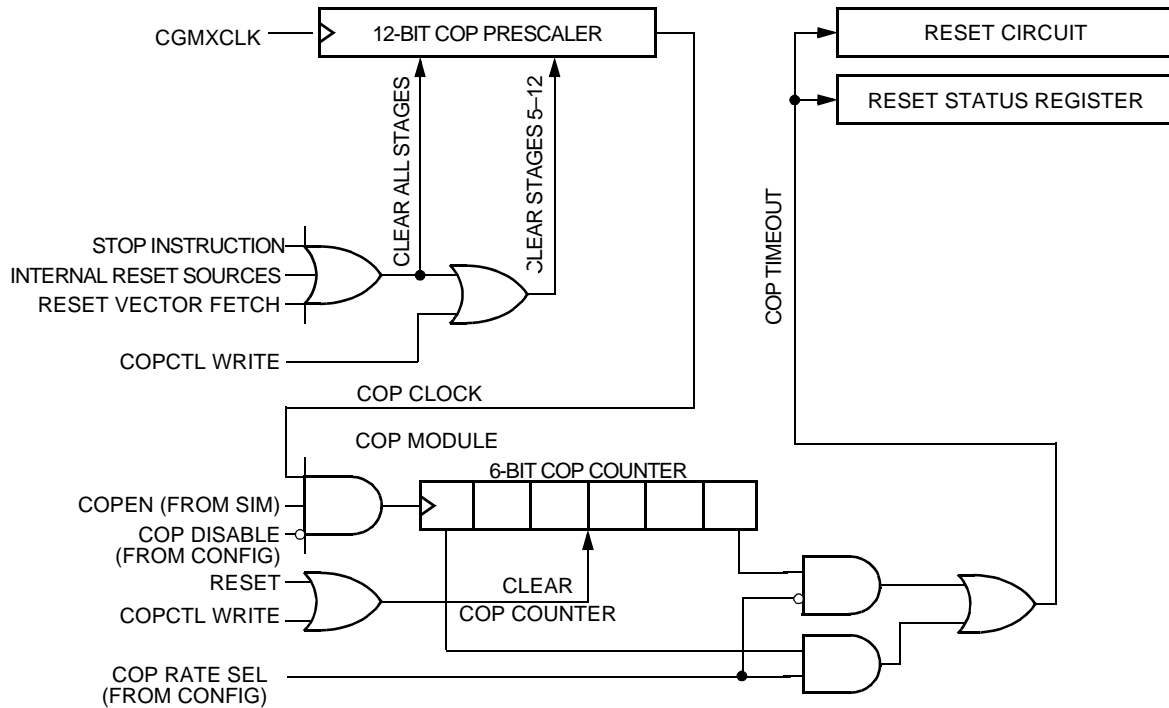 CGMXCLK
12-BIT COP PRESCALER
RESET CIRCUIT
RESET STATUS REGISTER
CLEAR ALL STAGES
CLEAR STAGES 5–12
COP TIMEOUT
STOP INSTRUCTION
INTERNAL RESET SOURCES
RESET VECTOR FETCH
COPCTL WRITE
COP CLOCK
COP MODULE
6-BIT COP COUNTER
COPEN (FROM SIM)
COP DISABLE
(FROM CONFIG)
RESET
COPCTL WRITE
CLEAR
COP COUNTER
COP RATE SEL
(FROM CONFIG)